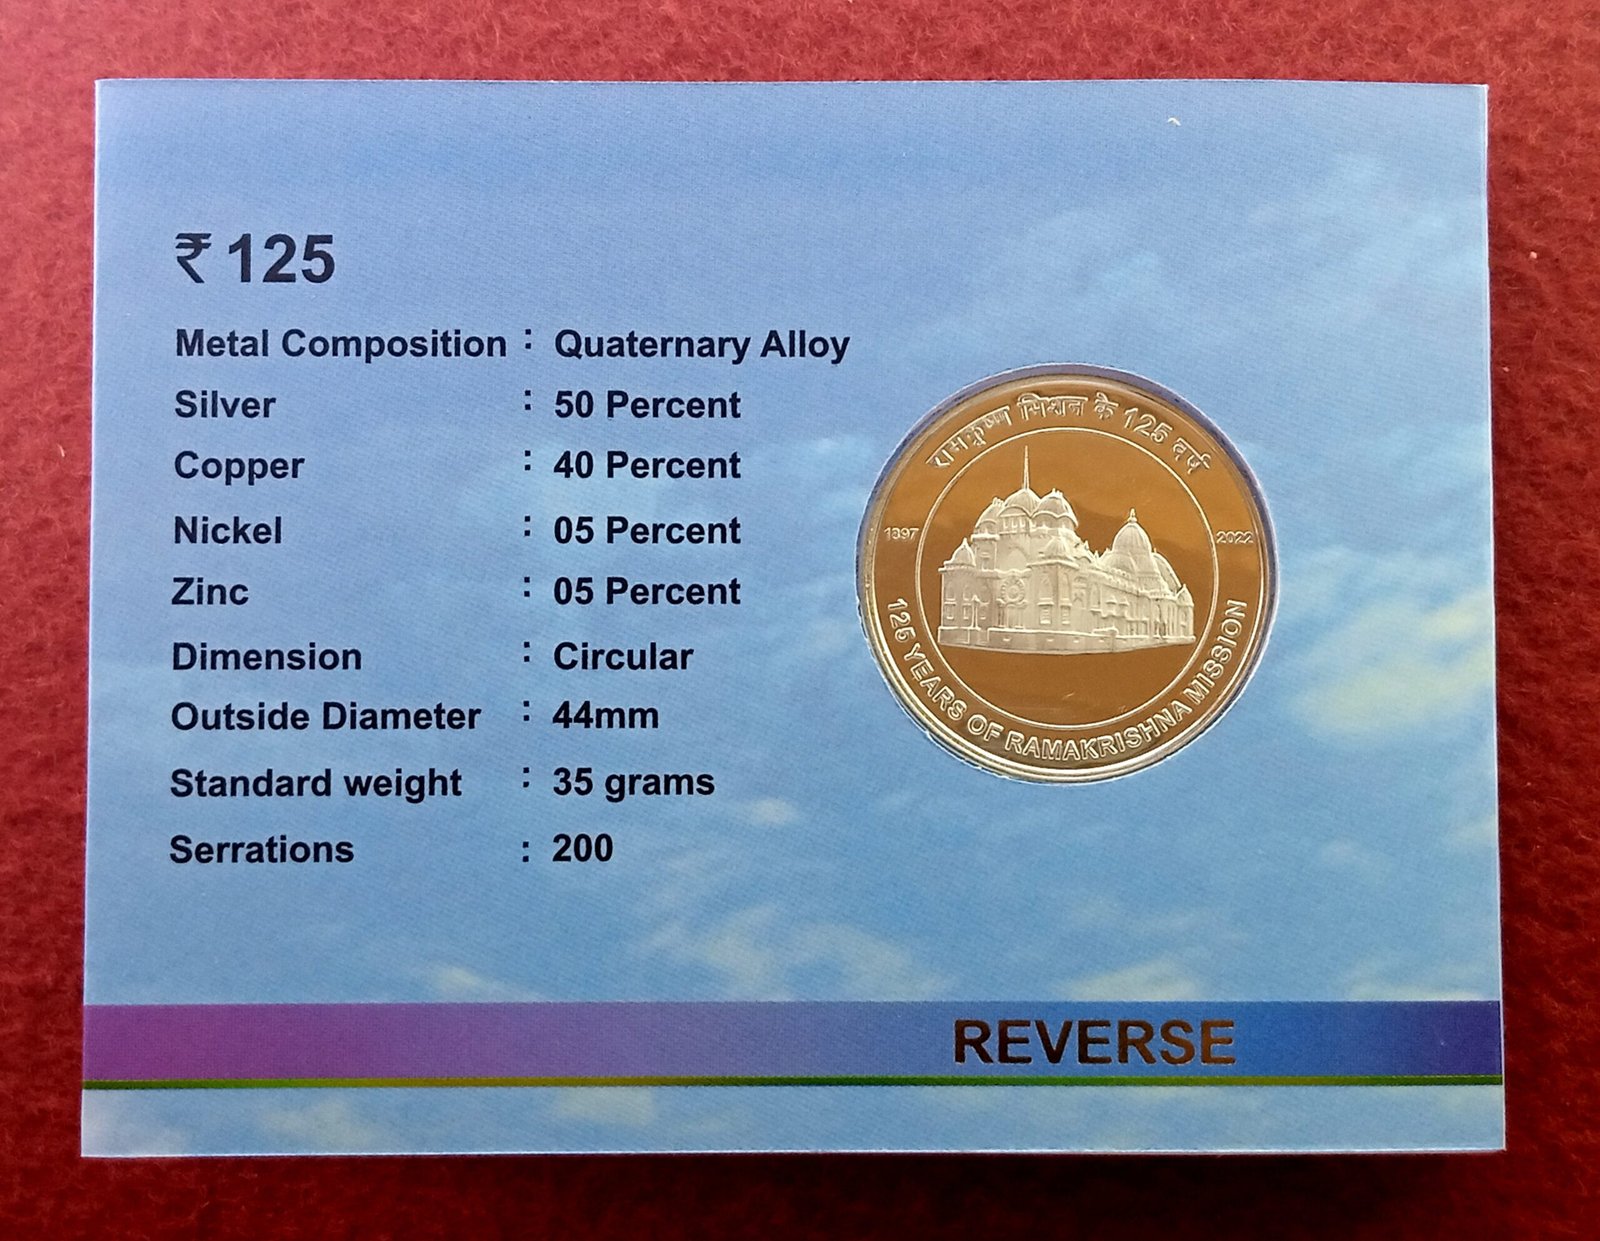 ₹ 125
Metal Composition : Quaternary Alloy
Silver : 50 Percent
Copper : 40 Percent
Nickel : 05 Percent
Zinc : 05 Percent
Dimension : Circular
Outside Diameter : 44mm
Standard weight : 35 grams
Serrations : 200
रामकृष्ण मिशन के 125 वर्ष
1897 2022
125 YEARS OF RAMAKRISHNA MISSION
REVERSE